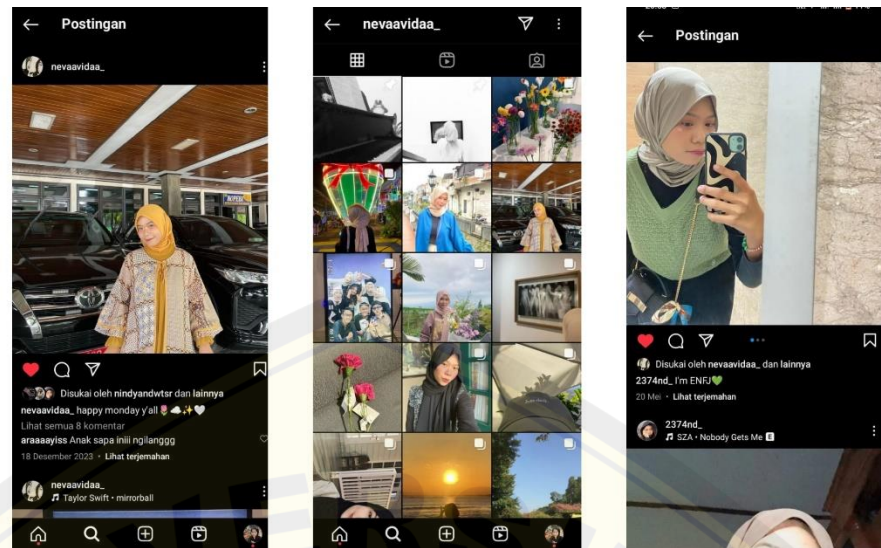 Postingan
nevaavidaa_
Disukai oleh nindyandwtsr dan lainnya
nevaavidaa_ happy monday y'all🌷☁️✨🤍
Lihat semua 8 komentar
araaaayiss Anak sapa iniii ngilanggg
18 Desember 2023 • Lihat terjemahan
nevaavidaa_
Taylor Swift • mirrorball
nevaavidaa_
Postingan
Disukai oleh nevaavidaa_ dan lainnya
2374nd_ I'm ENFJ💚
20 Mei • Lihat terjemahan
2374nd_
SZA • Nobody Gets Me E